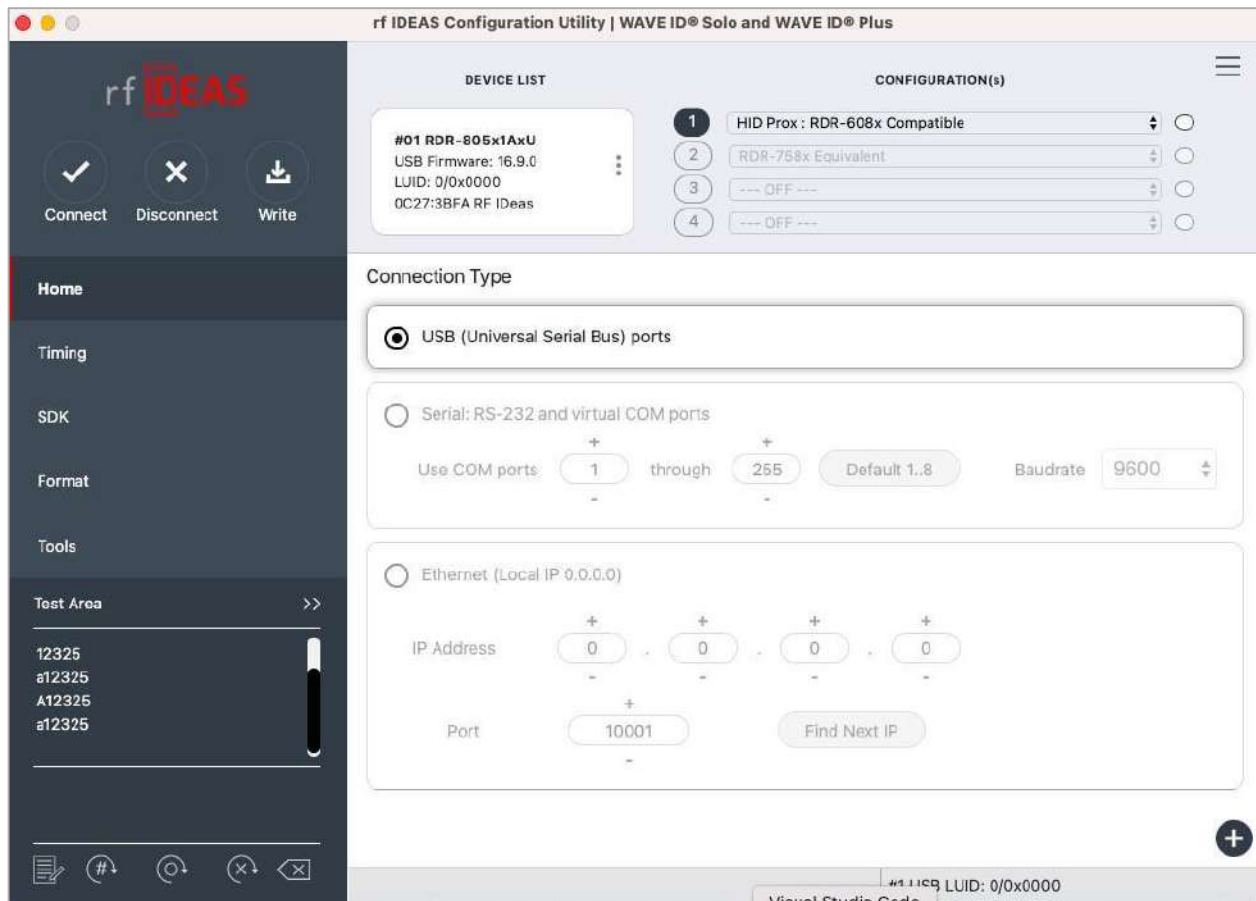 rf IDEAS Configuration Utility | WAVE ID® Solo and WAVE ID® Plus
rf IDEAS
Connect Disconnect Write
Home
Timing
SDK
Format
Tools
Test Area >>
12325
a12325
A12325
a12325
DEVICE LIST
#01 RDR-805x1AxU
USB Firmware: 16.9.0
LUID: 0/0x0000
0C27:3BFA RF IDeas
CONFIGURATION(s)
1 HID Prox : RDR-608x Compatible
2 RDR-758x Equivalent
3 --- OFF ---
4 --- OFF ---
Connection Type
USB (Universal Serial Bus) ports
Serial: RS-232 and virtual COM ports
+ +
Use COM ports 1 through 255 Default 1..8 Baudrate 9600
- -
Ethernet (Local IP 0.0.0.0)
+ + + +
IP Address 0 . 0 . 0 . 0
- - - -
+
Port 10001 Find Next IP
-
#1 USB LUID: 0/0x0000
Visual Studio Code